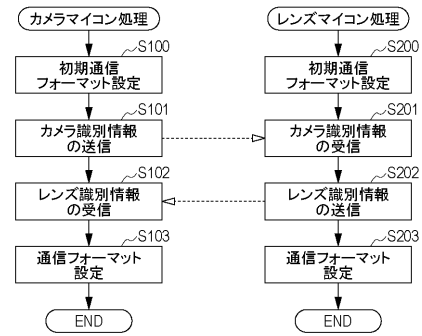 カメラマイコン処理
S100
初期通信
フォーマット設定
S101
カメラ識別情報
の送信
S102
レンズ識別情報
の受信
S103
通信フォーマット
設定
END
レンズマイコン処理
S200
初期通信
フォーマット設定
S201
カメラ識別情報
の受信
S202
レンズ識別情報
の送信
S203
通信フォーマット
設定
END